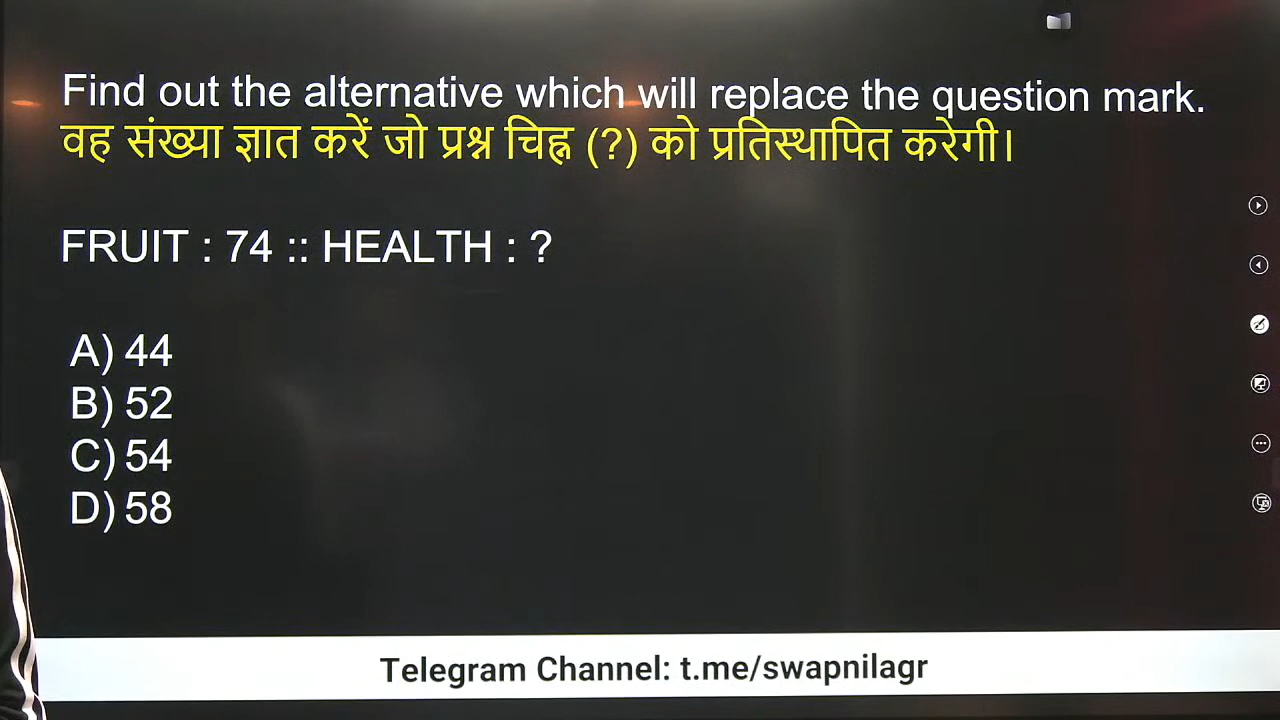 Find out the alternative which will replace the question mark.
वह संख्या ज्ञात करें जो प्रश्न चिह्न (?) को प्रतिस्थापित करेगी।
FRUIT : 74 :: HEALTH : ?
A) 44
B) 52
C) 54
D) 58
Telegram Channel: t.me/swapnilagr